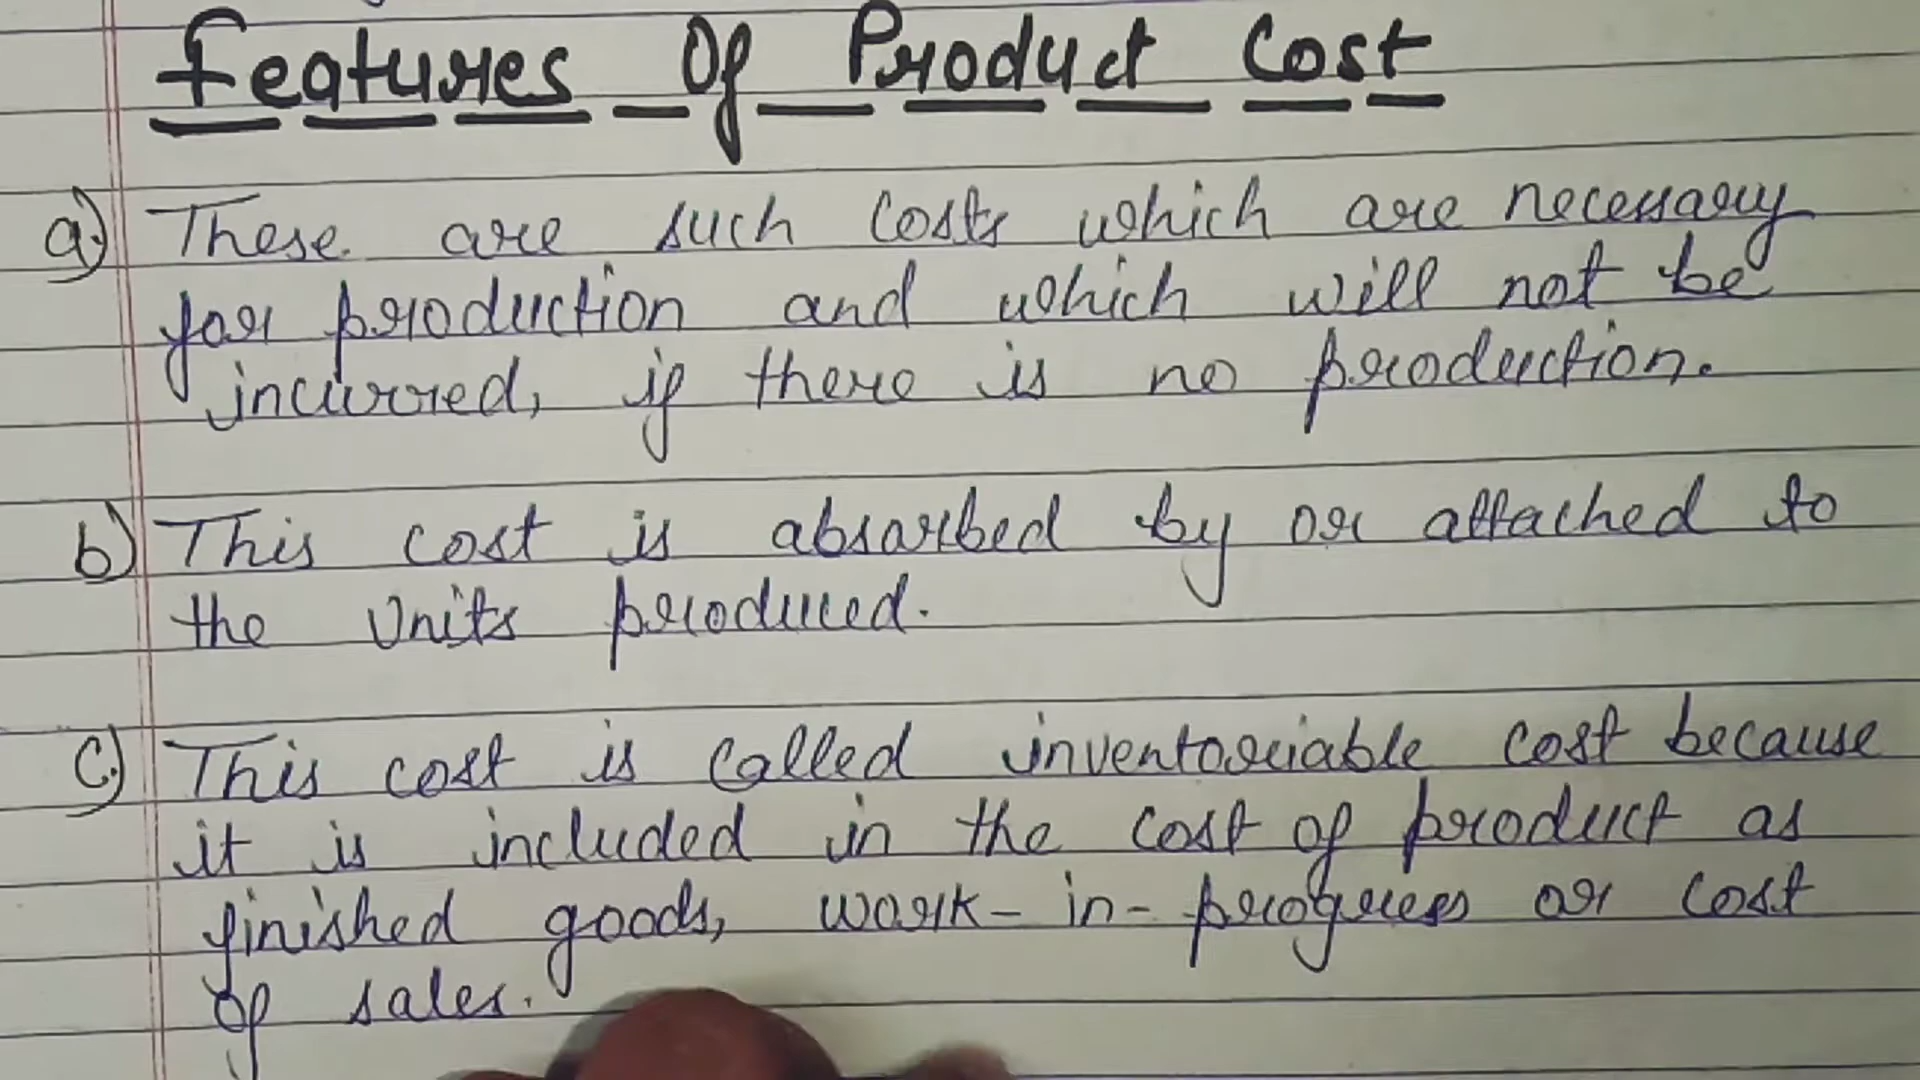 Features Of Product Cost
a) These are such costs which are necessary
for production and which will not be
incurred, if there is no production.
b) This cost is absorbed by or attached to
the Units produced.
c) This cost is called inventoriable cost because
it is included in the cost of product as
finished goods, work-in-progress or cost
of sales.